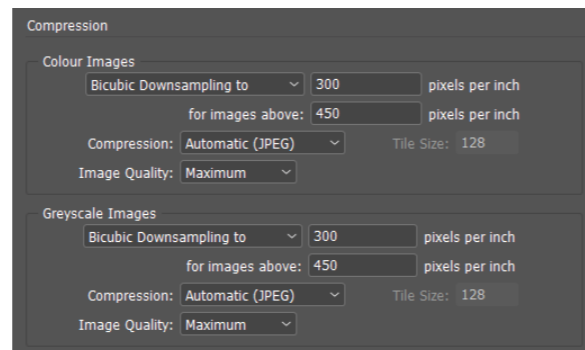 Compression
Colour Images
Bicubic Downsampling to 300 pixels per inch
for images above: 450 pixels per inch
Compression: Automatic (JPEG) Tile Size: 128
Image Quality: Maximum
Greyscale Images
Bicubic Downsampling to 300 pixels per inch
for images above: 450 pixels per inch
Compression: Automatic (JPEG) Tile Size: 128
Image Quality: Maximum